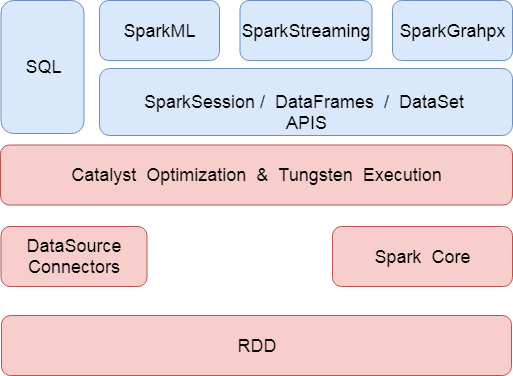 SQL
SparkML
SparkStreaming
SparkGrahpx
SparkSession / DataFrames / DataSet
APIS
Catalyst Optimization & Tungsten Execution
DataSource
Connectors
Spark Core
RDD